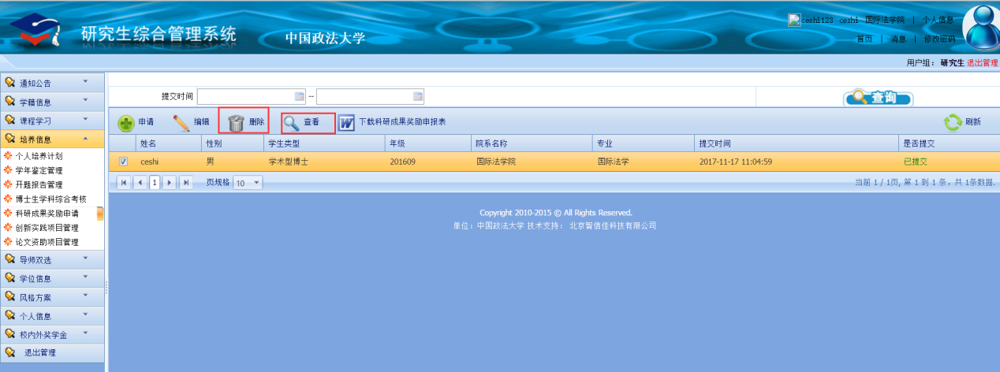 研究生综合管理系统
中国政法大学
ceshi123 ceshi 国际法学院 | 个人信息
首页 | 消息 | 修改密码
用户组： 研究生 退出管理
通知公告
学籍信息
课程学习
培养信息
个人培养计划
学年鉴定管理
开题报告管理
博士生学科综合考核
科研成果奖励申请
创新实践项目管理
论文资助项目管理
导师双选
学位信息
风格方案
个人信息
校内外奖学金
退出管理
提交时间 -- 查询
申请 编辑 删除 查看 下载科研成果奖励申报表 刷新
姓名 性别 学生类型 年级 院系名称 专业 提交时间 是否提交
ceshi 男 学术型博士 201609 国际法学院 国际法学 2017-11-17 11:04:59 已提交
1 页规格 10 当前 1 / 1页, 第 1 到 1 条，共 1条数据.
Copyright 2010-2015 © All Rights Reserved.
单位：中国政法大学 技术支持： 北京智信佳科技有限公司